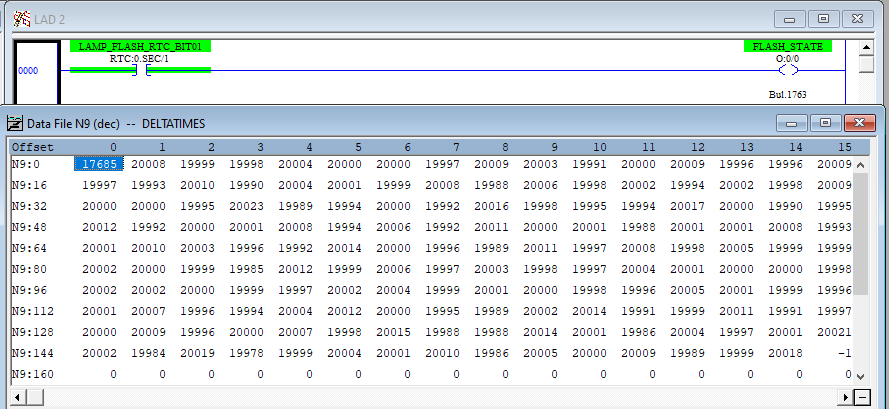 LAD 2
LAMP_FLASH_RTC_BIT01 FLASH_STATE
RTC:0.SEC/1 O:0/0
0000
Bul.1763
Data File N9 (dec) -- DELTATIMES
Offset 0 1 2 3 4 5 6 7 8 9 10 11 12 13 14 15
N9:0 17685 20008 19999 19998 20004 20000 20000 19997 20009 20003 19991 20000 20009 19996 19996 20009
N9:16 19997 19993 20010 19990 20004 20001 19999 20008 19988 20006 19998 20002 19994 20002 19998 20009
N9:32 20000 20000 19995 20023 19989 19994 20000 19992 20016 19998 19995 19994 20017 20000 19990 19995
N9:48 20012 19992 20000 20001 20008 19994 20006 19992 20011 20000 20001 19988 20001 20001 20008 19993
N9:64 20001 20010 20003 19996 19992 20014 20000 19996 19989 20011 19997 20008 19998 20005 19999 19999
N9:80 20002 20000 19999 19985 20012 19999 20006 19997 20003 19998 19997 20004 20001 20000 20000 19998
N9:96 20002 20002 20000 19999 19997 20002 20004 19999 20001 20000 19998 19996 20005 20001 19999 19996
N9:112 20001 20007 19996 19994 20004 20012 20000 19995 19989 20002 20014 19991 19999 20011 19991 19997
N9:128 20000 20009 19996 20000 20007 19998 20015 19988 19988 20014 20001 19986 20004 19997 20001 20021
N9:144 20002 19984 20019 19978 19999 20004 20001 20010 19986 20005 20000 20009 19989 19999 20018 -1
N9:160 0 0 0 0 0 0 0 0 0 0 0 0 0 0 0 0